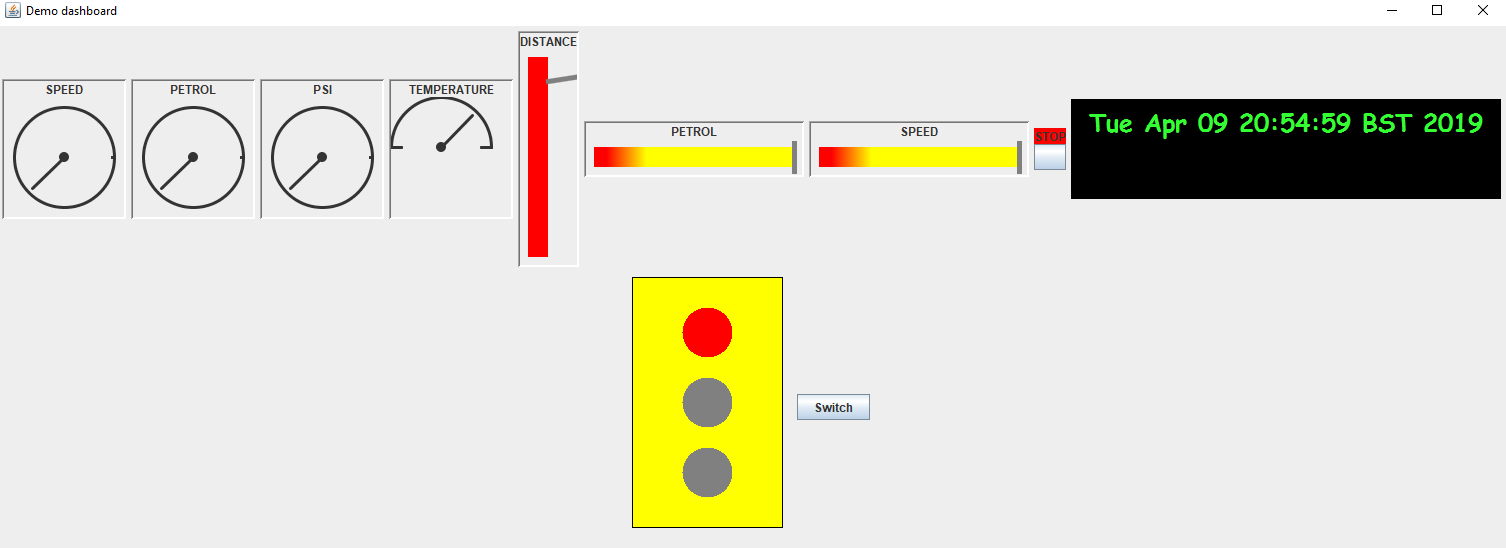 Demo dashboard
SPEED
PETROL
PSI
TEMPERATURE
DISTANCE
PETROL
SPEED
STOP
Tue Apr 09 20:54:59 BST 2019
Switch